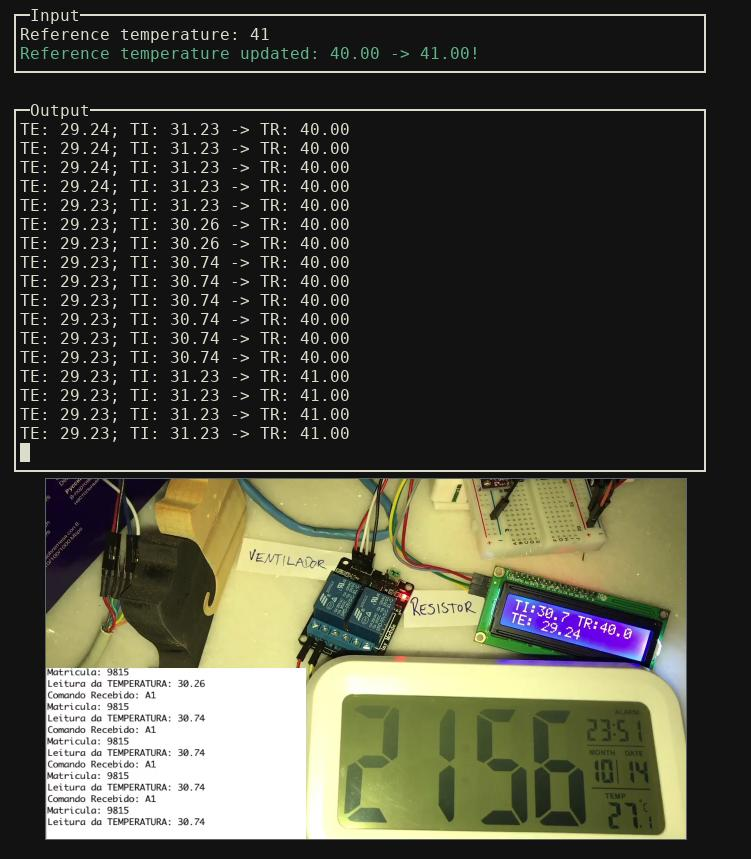 Input
Reference temperature: 41
Reference temperature updated: 40.00 -> 41.00!
Output
TE: 29.24; TI: 31.23 -> TR: 40.00
TE: 29.24; TI: 31.23 -> TR: 40.00
TE: 29.24; TI: 31.23 -> TR: 40.00
TE: 29.24; TI: 31.23 -> TR: 40.00
TE: 29.23; TI: 31.23 -> TR: 40.00
TE: 29.23; TI: 30.26 -> TR: 40.00
TE: 29.23; TI: 30.26 -> TR: 40.00
TE: 29.23; TI: 30.74 -> TR: 40.00
TE: 29.23; TI: 30.74 -> TR: 40.00
TE: 29.23; TI: 30.74 -> TR: 40.00
TE: 29.23; TI: 30.74 -> TR: 40.00
TE: 29.23; TI: 30.74 -> TR: 40.00
TE: 29.23; TI: 30.74 -> TR: 40.00
TE: 29.23; TI: 31.23 -> TR: 41.00
TE: 29.23; TI: 31.23 -> TR: 41.00
TE: 29.23; TI: 31.23 -> TR: 41.00
TE: 29.23; TI: 31.23 -> TR: 41.00
VENTILADOR
RESISTOR
TI:30.7 TR:40.0
TE: 29.24
Matricula: 9815
Leitura da TEMPERATURA: 30.26
Comando Recebido: A1
Matricula: 9815
Leitura da TEMPERATURA: 30.74
Comando Recebido: A1
Matricula: 9815
Leitura da TEMPERATURA: 30.74
Comando Recebido: A1
Matricula: 9815
Leitura da TEMPERATURA: 30.74
Comando Recebido: A1
Matricula: 9815
Leitura da TEMPERATURA: 30.74
21 56
ALARM
23:51
MONTH DATE
10 14
TEMP
27.1°C